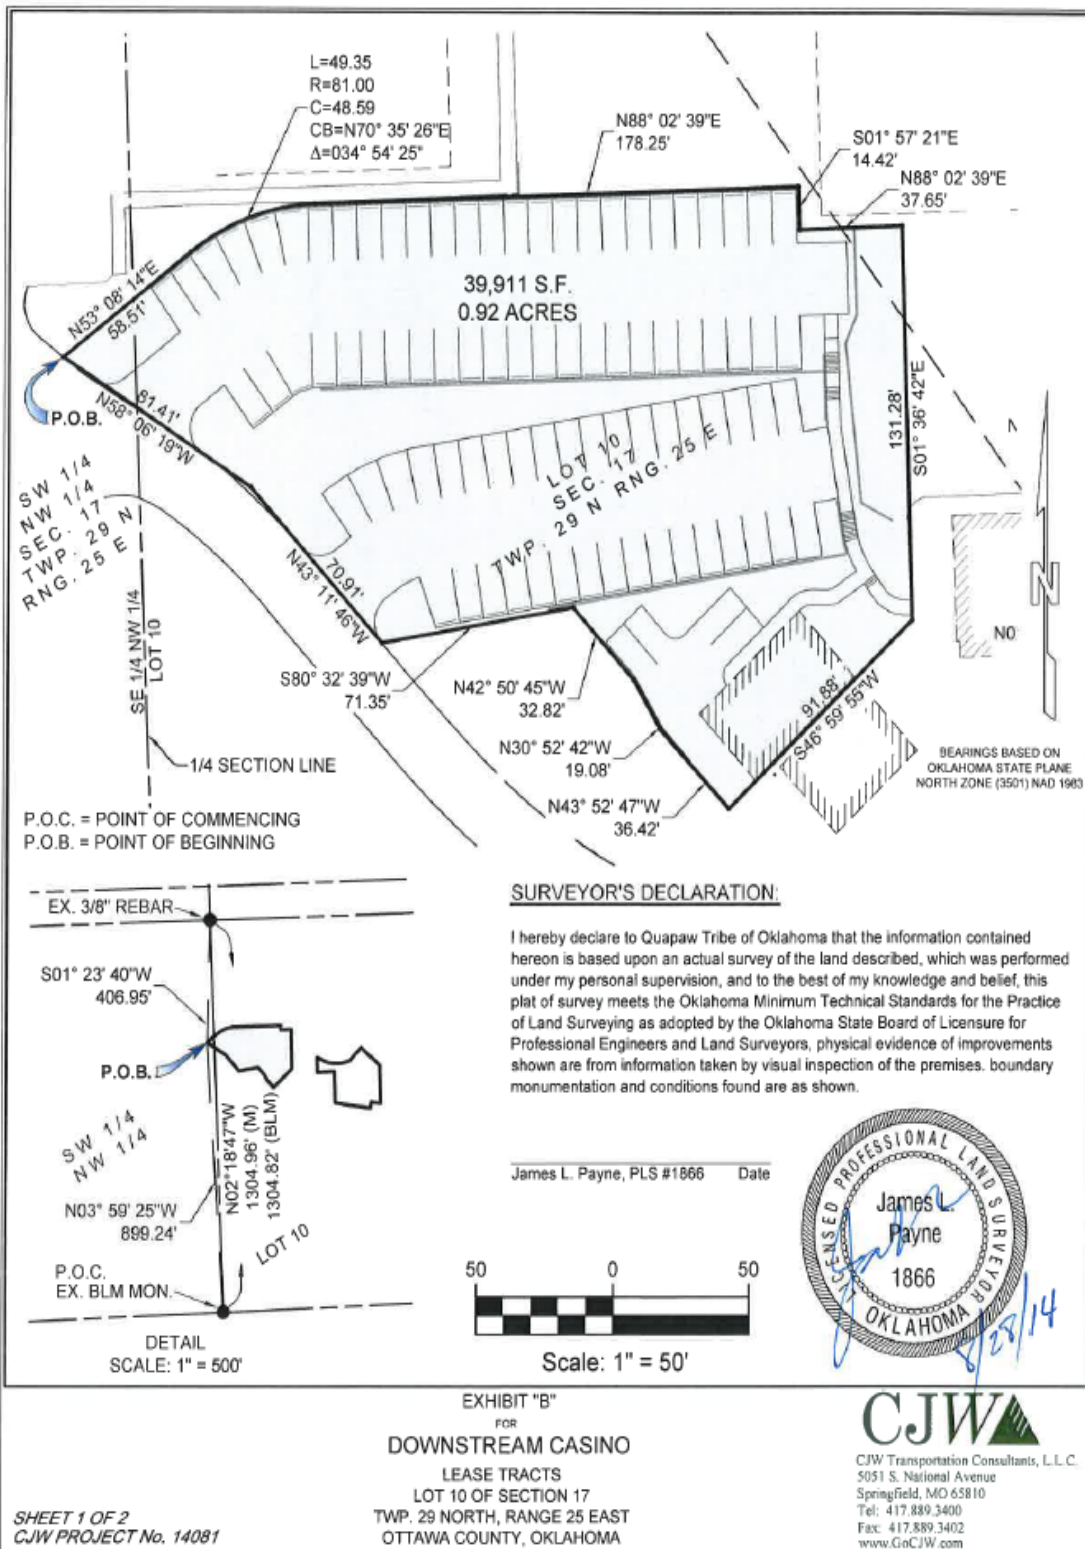 L=49.35
R=81.00
C=48.59
CB=N70° 35' 26"E
Δ=034° 54' 25"
N88° 02' 39"E
178.25'
S01° 57' 21"E
14.42'
N88° 02' 39"E
37.65'
N53° 08' 14"E
58.51'
39,911 S.F.
0.92 ACRES
P.O.B.
81.41'
N58° 06' 19"W
131.28'
S01° 36' 42"E
LOT 10
SEC. 17
TWP. 29 N RNG. 25 E
SW 1/4
NW 1/4
SEC. 17
TWP. 29 N
RNG. 25 E
70.91'
N43° 11' 46"W
SE 1/4 NW 1/4
LOT 10
N
NO
S80° 32' 39"W
71.35'
N42° 50' 45"W
32.82'
91.88'
S46° 59' 55"W
N30° 52' 42"W
19.08'
N43° 52' 47"W
36.42'
1/4 SECTION LINE
BEARINGS BASED ON
OKLAHOMA STATE PLANE
NORTH ZONE (3501) NAD 1983
P.O.C. = POINT OF COMMENCING
P.O.B. = POINT OF BEGINNING
EX. 3/8" REBAR
S01° 23' 40"W
406.95'
P.O.B.
SW 1/4
NW 1/4
N02°18'47"W
1304.96' (M)
1304.82' (BLM)
N03° 59' 25"W
899.24'
LOT 10
P.O.C.
EX. BLM MON.
DETAIL
SCALE: 1" = 500'
SURVEYOR'S DECLARATION:
I hereby declare to Quapaw Tribe of Oklahoma that the information contained
hereon is based upon an actual survey of the land described, which was performed
under my personal supervision, and to the best of my knowledge and belief, this
plat of survey meets the Oklahoma Minimum Technical Standards for the Practice
of Land Surveying as adopted by the Oklahoma State Board of Licensure for
Professional Engineers and Land Surveyors, physical evidence of improvements
shown are from information taken by visual inspection of the premises. boundary
monumentation and conditions found are as shown.
James L. Payne, PLS #1866 Date
LICENSED PROFESSIONAL LAND SURVEYOR
James L.
Payne
1866
OKLAHOMA
8/28/14
50 0 50
Scale: 1" = 50'
EXHIBIT "B"
FOR
DOWNSTREAM CASINO
LEASE TRACTS
LOT 10 OF SECTION 17
TWP. 29 NORTH, RANGE 25 EAST
OTTAWA COUNTY, OKLAHOMA
SHEET 1 OF 2
CJW PROJECT No. 14081
CJW
CJW Transportation Consultants, L.L.C.
5051 S. National Avenue
Springfield, MO 65810
Tel: 417.889.3400
Fax: 417.889.3402
www.GoCJW.com